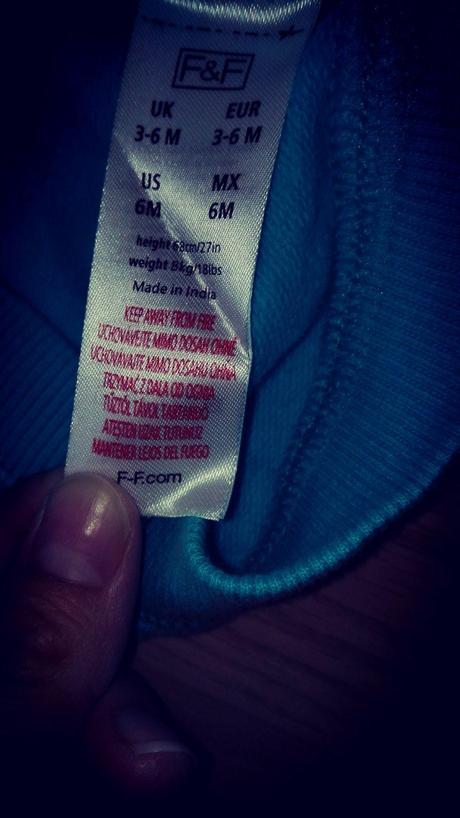 F&F
UK EUR
3-6 M 3-6 M
US MX
6M 6M
height 68cm/27in
weight 8kg/18lbs
Made in India
KEEP AWAY FROM FIRE
UCHOVÁVEJTE MIMO DOSAH OHNĚ
UCHOVÁVAJTE MIMO DOSAHU OHŇA
TRZYMAĆ Z DALA OD OGNIA
TŰZTŐL TÁVOL TARTANDÓ
ATEŞTEN UZAK TUTUNUZ
MANTENER LEJOS DEL FUEGO
F-F.com